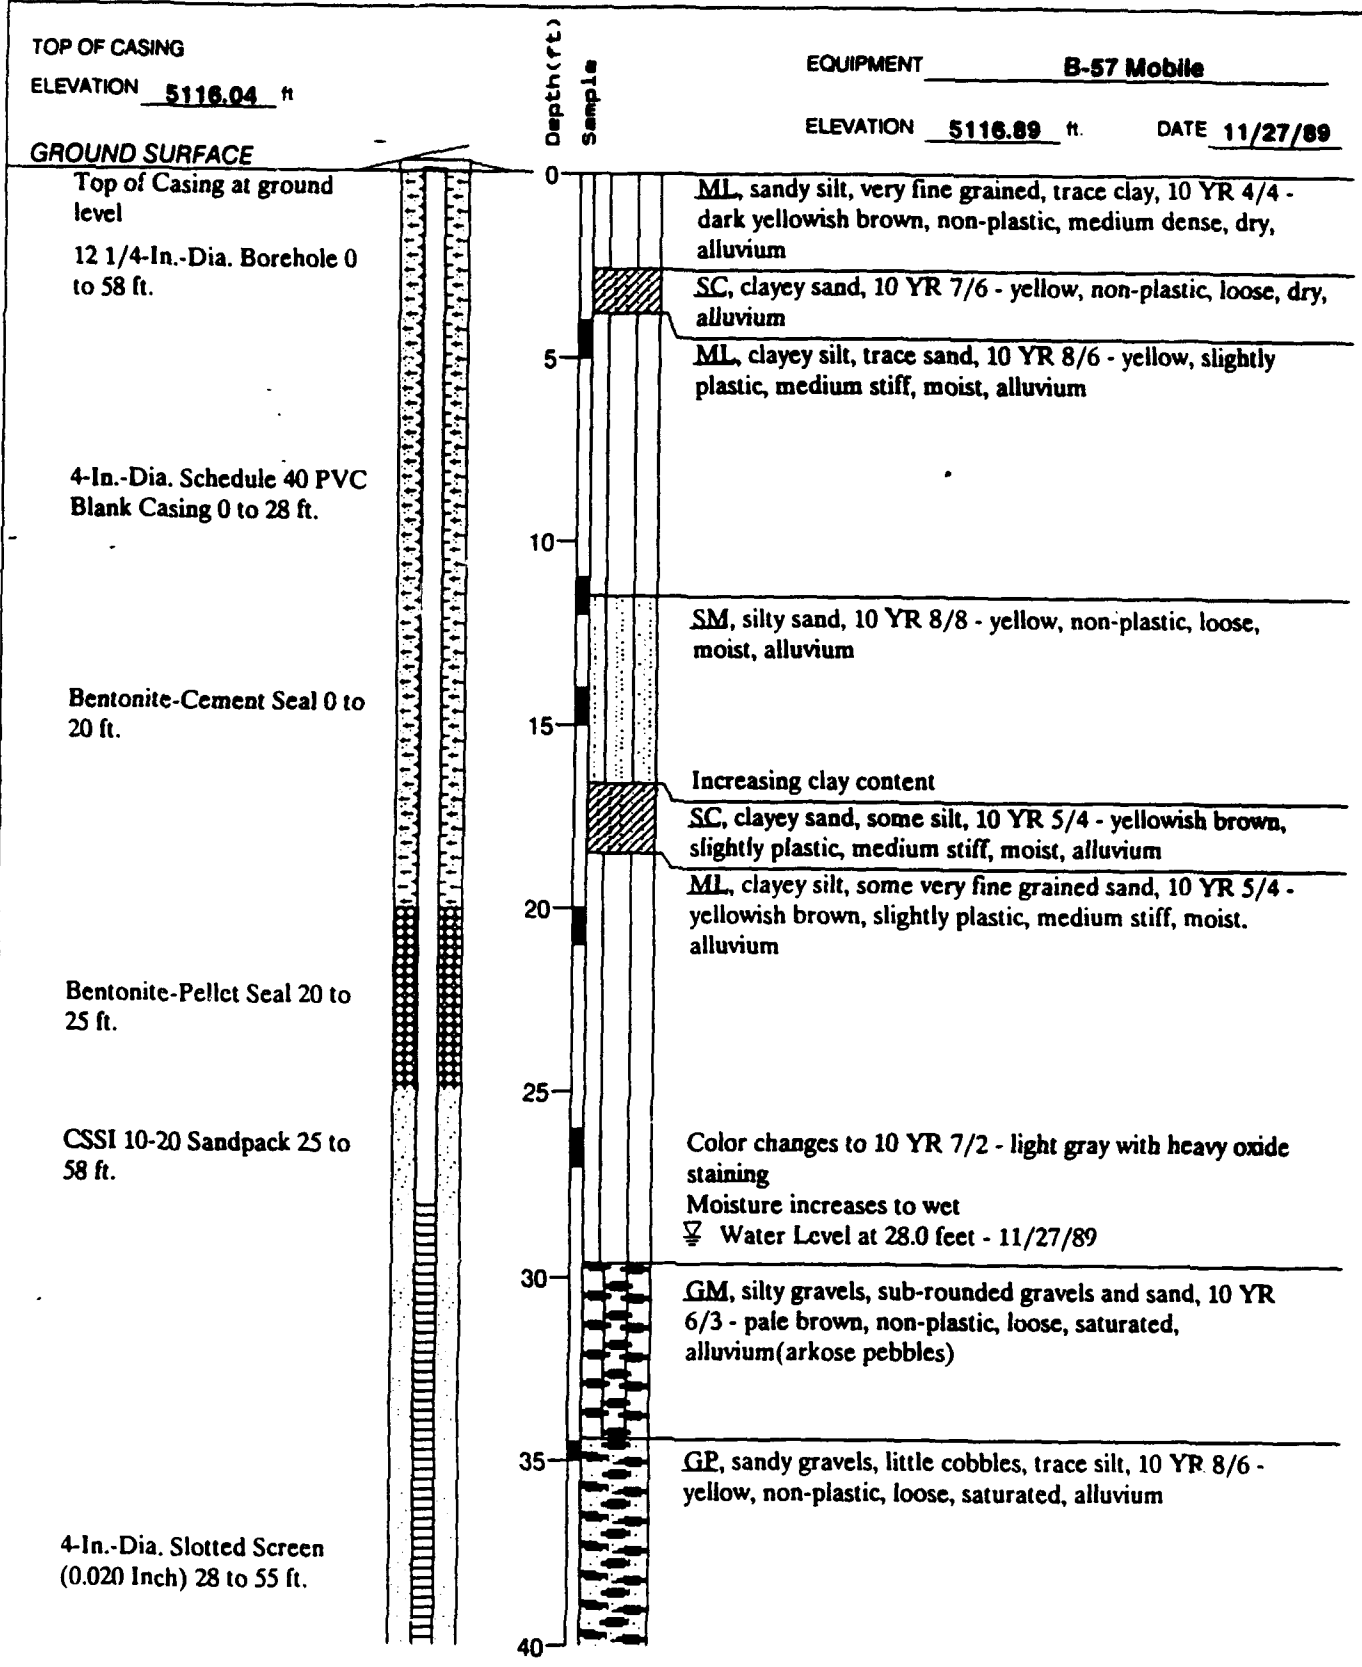 TOP OF CASING
ELEVATION 5116.04 ft
GROUND SURFACE
Depth(ft)
Sample
EQUIPMENT B-57 Mobile
ELEVATION 5116.89 ft. DATE 11/27/89
Top of Casing at ground
level
12 1/4-In.-Dia. Borehole 0
to 58 ft.
4-In.-Dia. Schedule 40 PVC
Blank Casing 0 to 28 ft.
Bentonite-Cement Seal 0 to
20 ft.
Bentonite-Pellet Seal 20 to
25 ft.
CSSI 10-20 Sandpack 25 to
58 ft.
4-In.-Dia. Slotted Screen
(0.020 Inch) 28 to 55 ft.
0
5
10
15
20
25
30
35
40
ML, sandy silt, very fine grained, trace clay, 10 YR 4/4 -
dark yellowish brown, non-plastic, medium dense, dry,
alluvium
SC, clayey sand, 10 YR 7/6 - yellow, non-plastic, loose, dry,
alluvium
ML, clayey silt, trace sand, 10 YR 8/6 - yellow, slightly
plastic, medium stiff, moist, alluvium
SM, silty sand, 10 YR 8/8 - yellow, non-plastic, loose,
moist, alluvium
Increasing clay content
SC, clayey sand, some silt, 10 YR 5/4 - yellowish brown,
slightly plastic, medium stiff, moist, alluvium
ML, clayey silt, some very fine grained sand, 10 YR 5/4 -
yellowish brown, slightly plastic, medium stiff, moist.
alluvium
Color changes to 10 YR 7/2 - light gray with heavy oxide
staining
Moisture increases to wet
Water Level at 28.0 feet - 11/27/89
GM, silty gravels, sub-rounded gravels and sand, 10 YR
6/3 - pale brown, non-plastic, loose, saturated,
alluvium(arkose pebbles)
GP, sandy gravels, little cobbles, trace silt, 10 YR 8/6 -
yellow, non-plastic, loose, saturated, alluvium